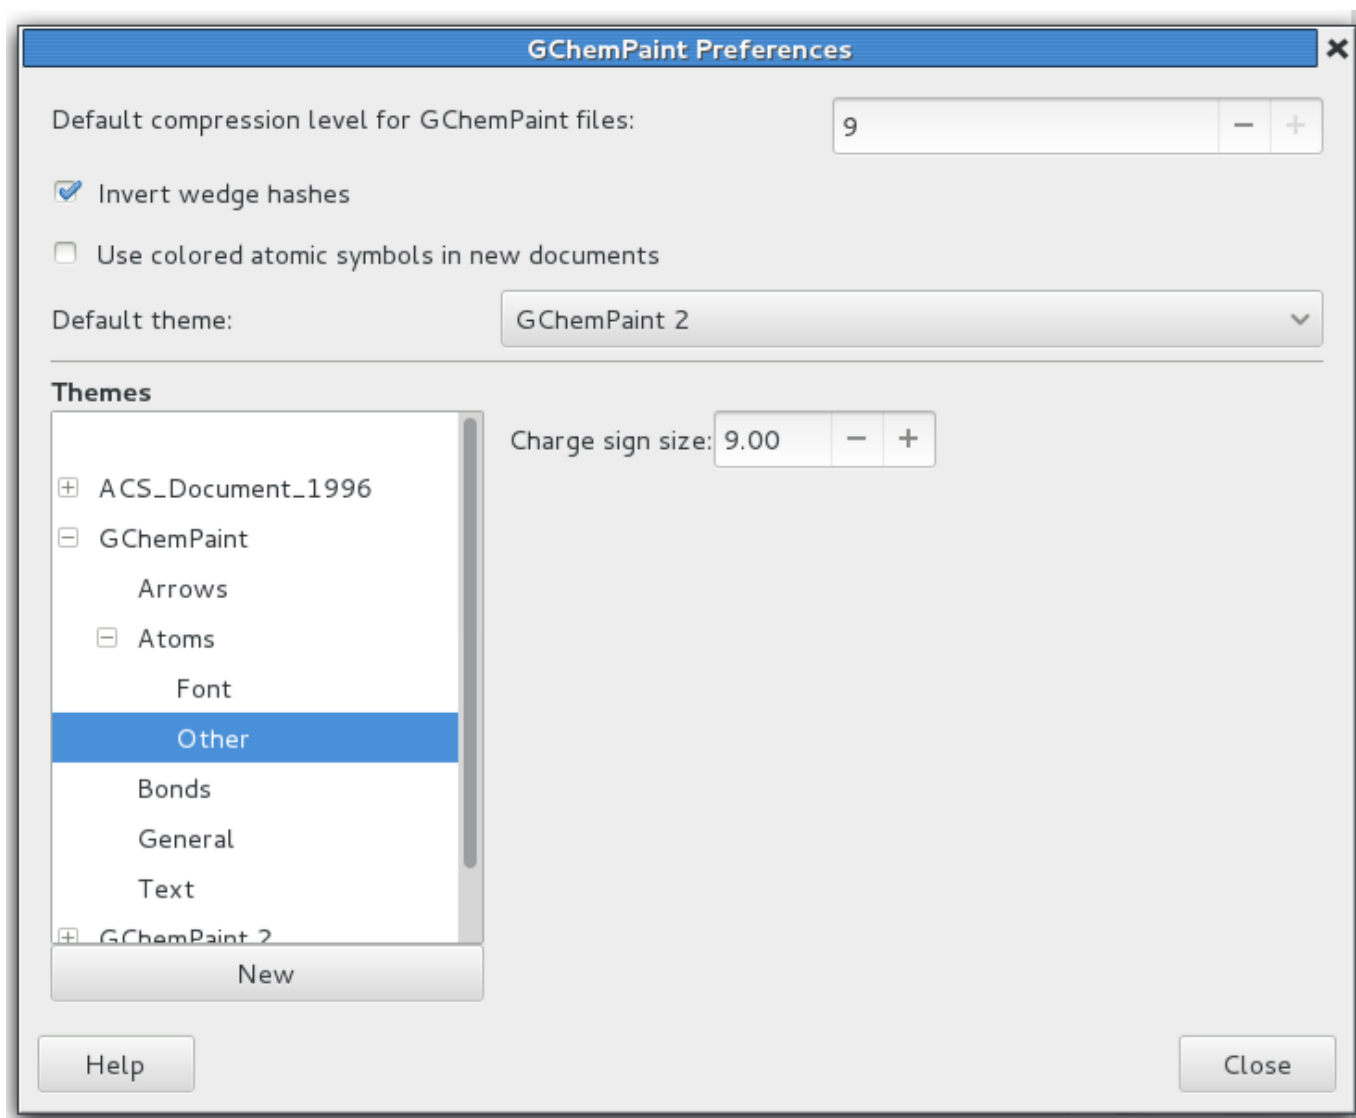 GChemPaint Preferences
Default compression level for GChemPaint files: 9
Invert wedge hashes
Use colored atomic symbols in new documents
Default theme: GChemPaint 2
Themes
Charge sign size: 9.00
ACS_Document_1996
GChemPaint
Arrows
Atoms
Font
Other
Bonds
General
Text
GChemPaint 2
New
Help
Close